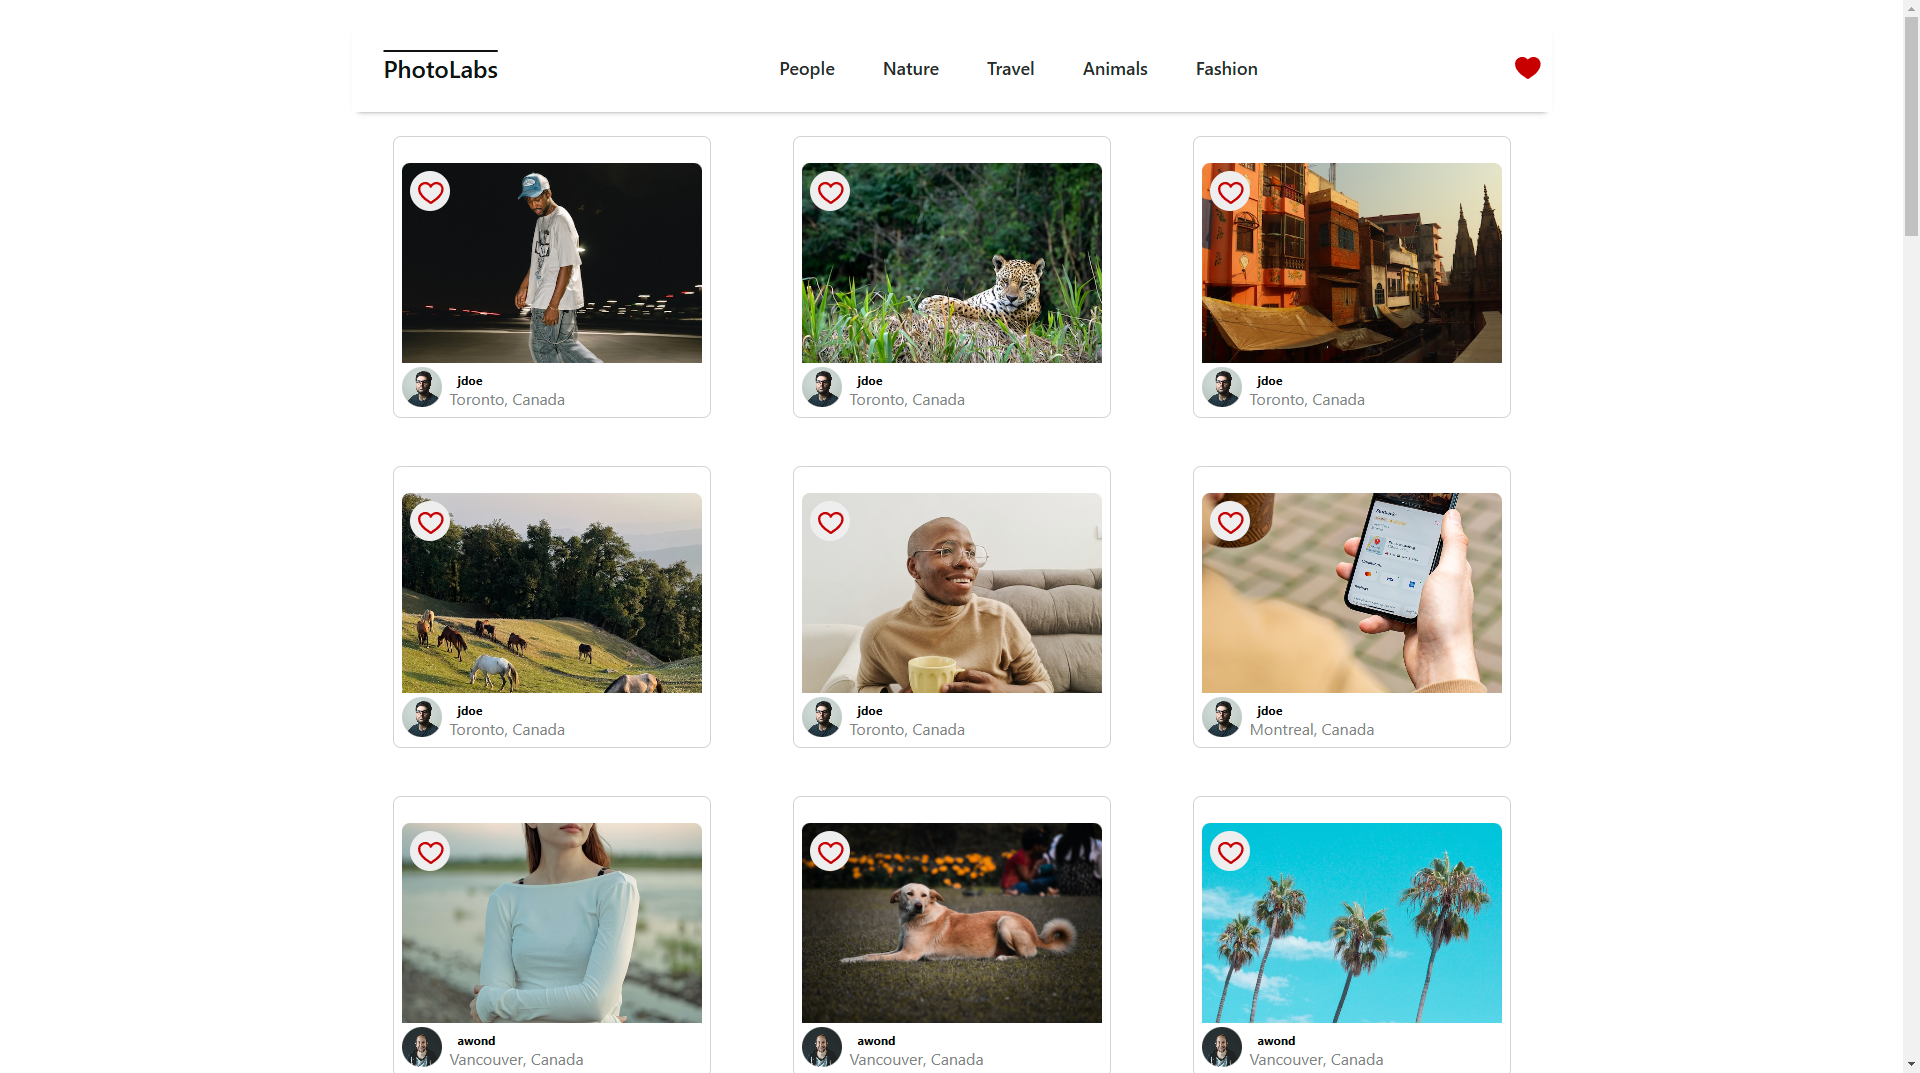 PhotoLabs
People Nature Travel Animals Fashion
jdoe
Toronto, Canada
jdoe
Toronto, Canada
jdoe
Toronto, Canada
jdoe
Toronto, Canada
jdoe
Toronto, Canada
jdoe
Montreal, Canada
awond
Vancouver, Canada
awond
Vancouver, Canada
awond
Vancouver, Canada